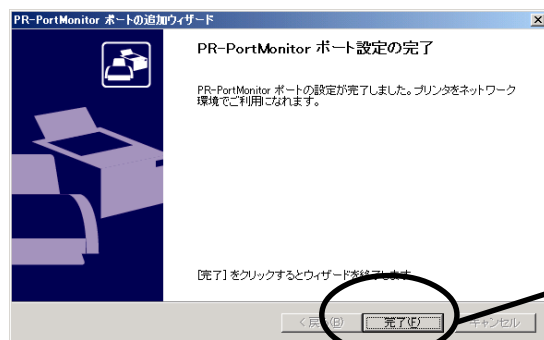 PR-PortMonitor ポートの追加ウィザード
PR-PortMonitor ポート設定の完了
PR-PortMonitor ポートの設定が完了しました。プリンタをネットワーク
環境でご利用になれます。
[完了] をクリックするとウィザードを終了します
< 戻る(B)
完了(F)
キャンセル